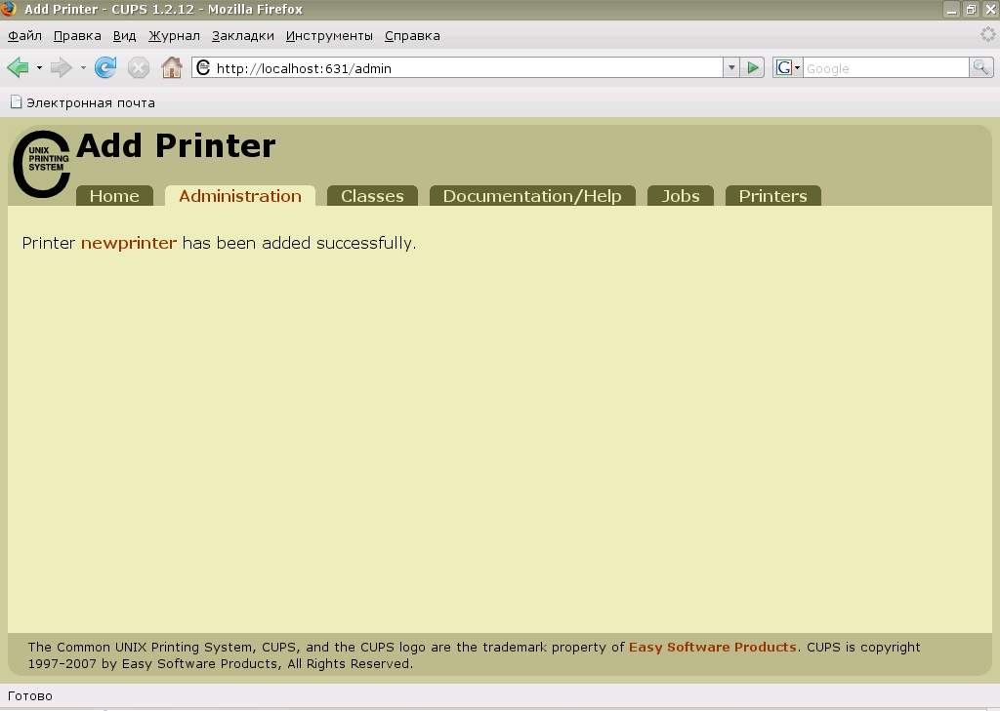 Add Printer - CUPS 1.2.12 - Mozilla Firefox
Файл Правка Вид Журнал Закладки Инструменты Справка
http://localhost:631/admin
G Google
Электронная почта
UNIX
PRINTING
SYSTEM
Add Printer
Home Administration Classes Documentation/Help Jobs Printers
Printer newprinter has been added successfully.
The Common UNIX Printing System, CUPS, and the CUPS logo are the trademark property of Easy Software Products. CUPS is copyright
1997-2007 by Easy Software Products, All Rights Reserved.
Готово